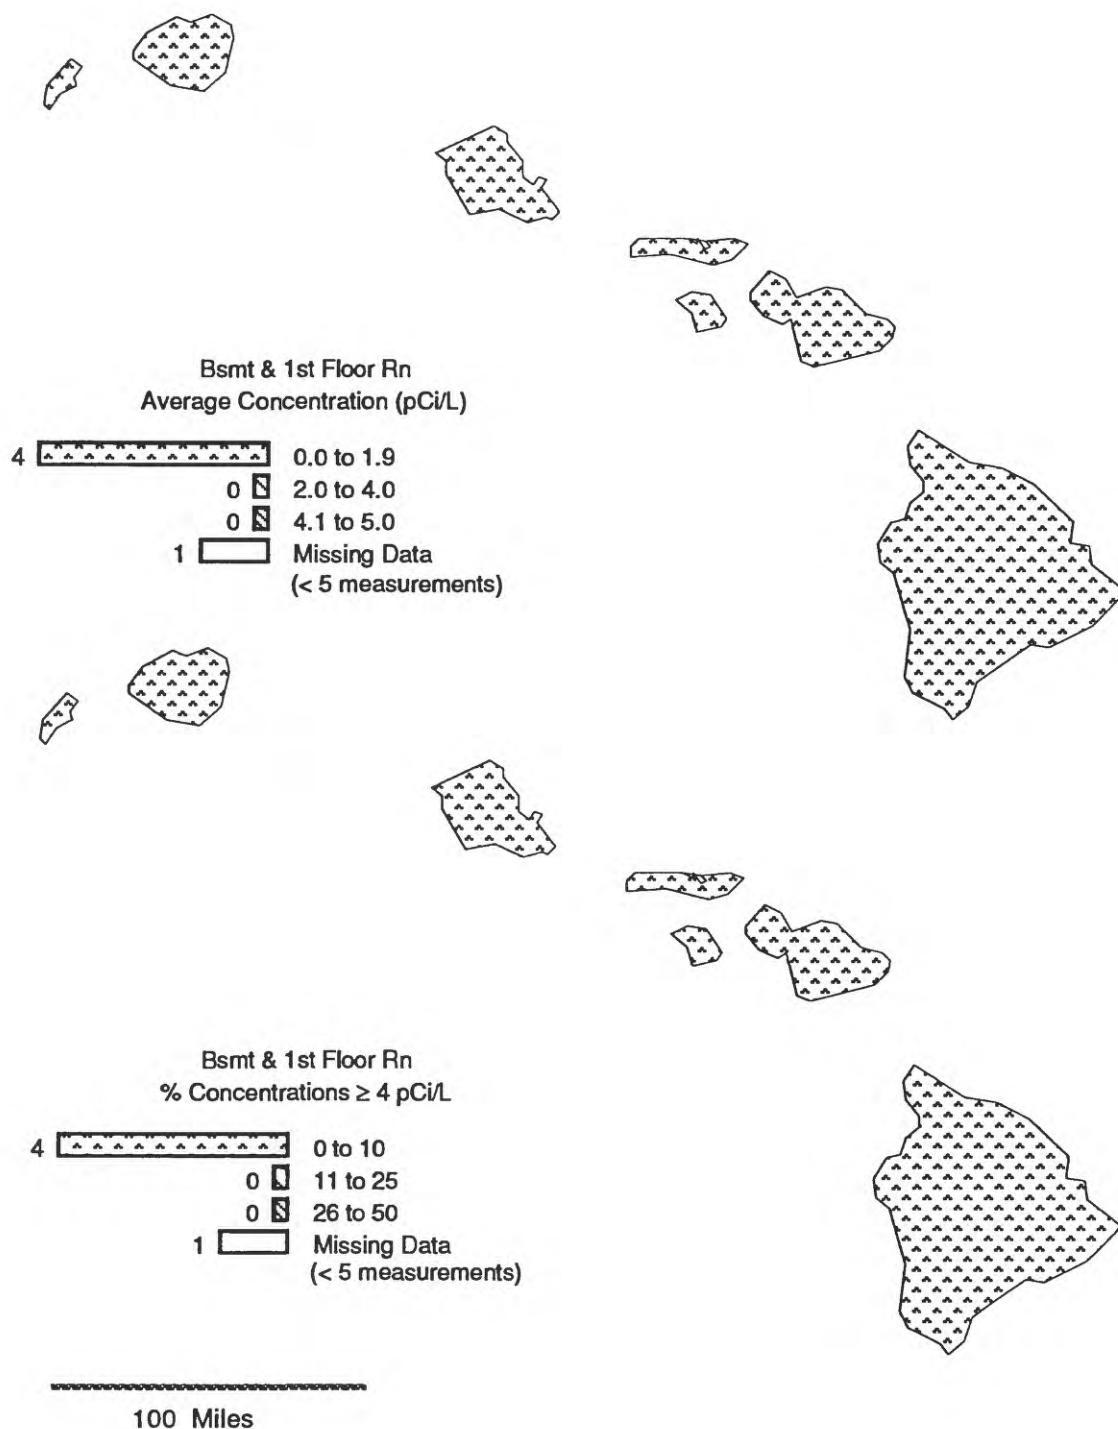 Bsmt & 1st Floor Rn
Average Concentration (pCi/L)
4 0.0 to 1.9
0 2.0 to 4.0
0 4.1 to 5.0
1 Missing Data
(< 5 measurements)
Bsmt & 1st Floor Rn
% Concentrations ≥ 4 pCi/L
4 0 to 10
0 11 to 25
0 26 to 50
1 Missing Data
(< 5 measurements)
100 Miles